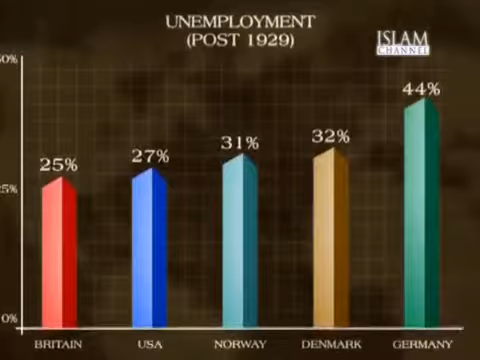 UNEMPLOYMENT
(POST 1929)
ISLAM
CHANNEL
50%
25%
0%
25%
27%
31%
32%
44%
BRITAIN
USA
NORWAY
DENMARK
GERMANY